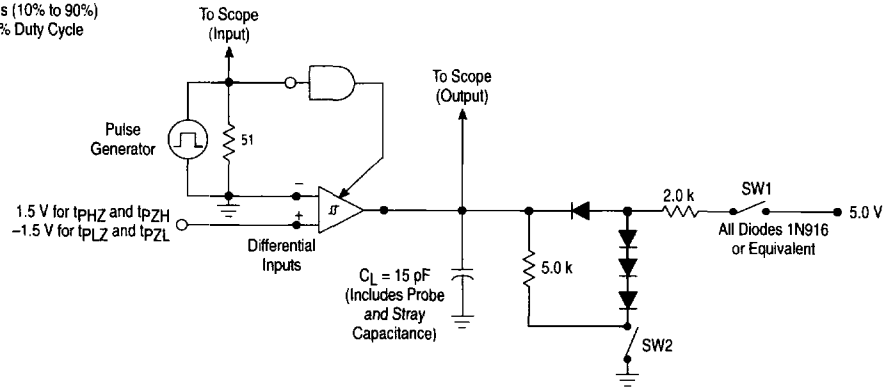 s (10% to 90%)
% Duty Cycle
To Scope
(Input)
To Scope
(Output)
Pulse
Generator
51
–
+
1.5 V for tPHZ and tPZH
–1.5 V for tPLZ and tPZL
Differential
Inputs
2.0 k
SW1
5.0 V
All Diodes 1N916
or Equivalent
5.0 k
CL = 15 pF
(Includes Probe
and Stray
Capacitance)
SW2